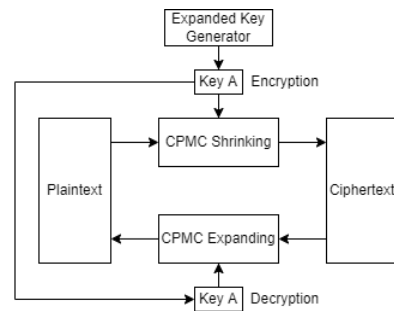 Expanded Key
Generator
Key A
Encryption
CPMC Shrinking
Plaintext
Ciphertext
CPMC Expanding
Key A
Decryption